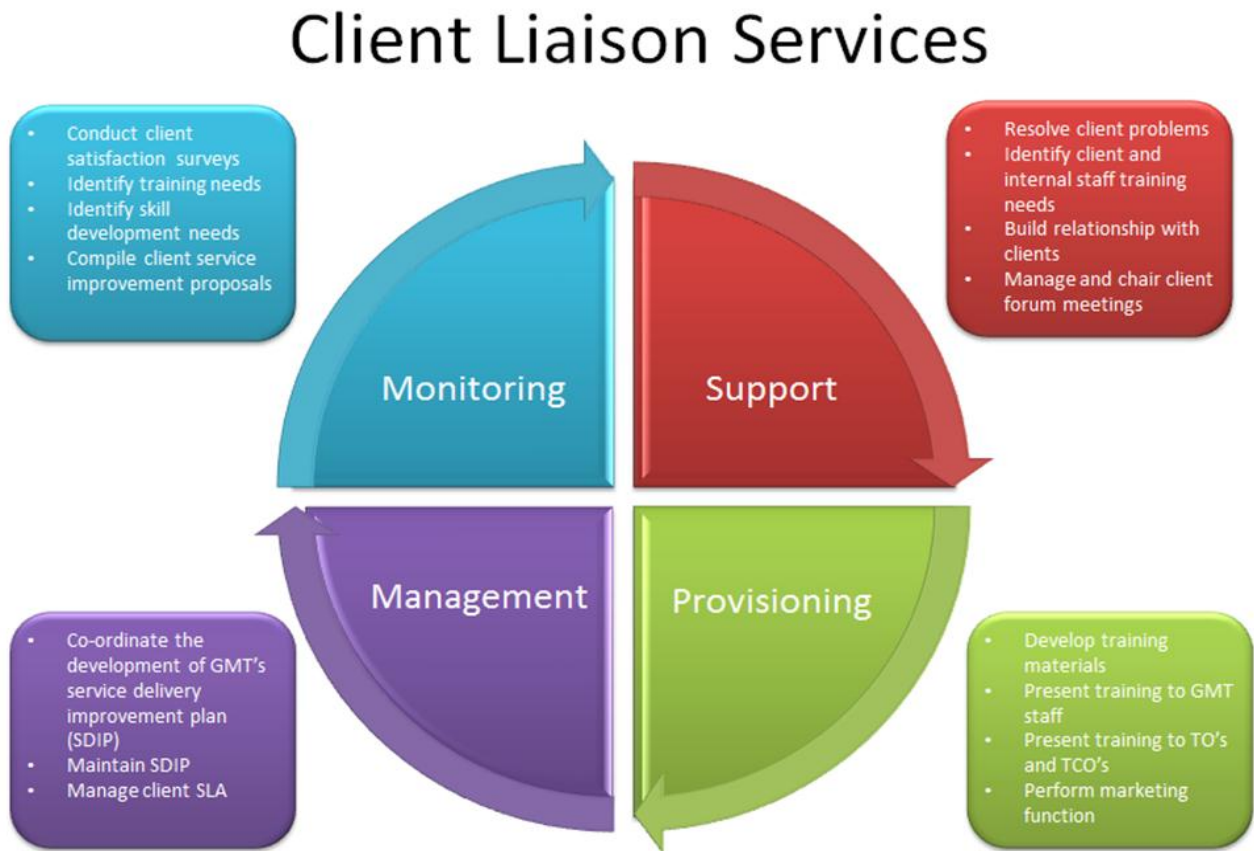 Client Liaison Services
• Conduct client
satisfaction surveys
• Identify training needs
• Identify skill
development needs
• Compile client service
improvement proposals
• Resolve client problems
• Identify client and
internal staff training
needs
• Build relationship with
clients
• Manage and chair client
forum meetings
Monitoring
Support
Management
Provisioning
• Co-ordinate the
development of GMT's
service delivery
improvement plan
(SDIP)
• Maintain SDIP
• Manage client SLA
• Develop training
materials
• Present training to GMT
staff
• Present training to TO's
and TCO's
• Perform marketing
function